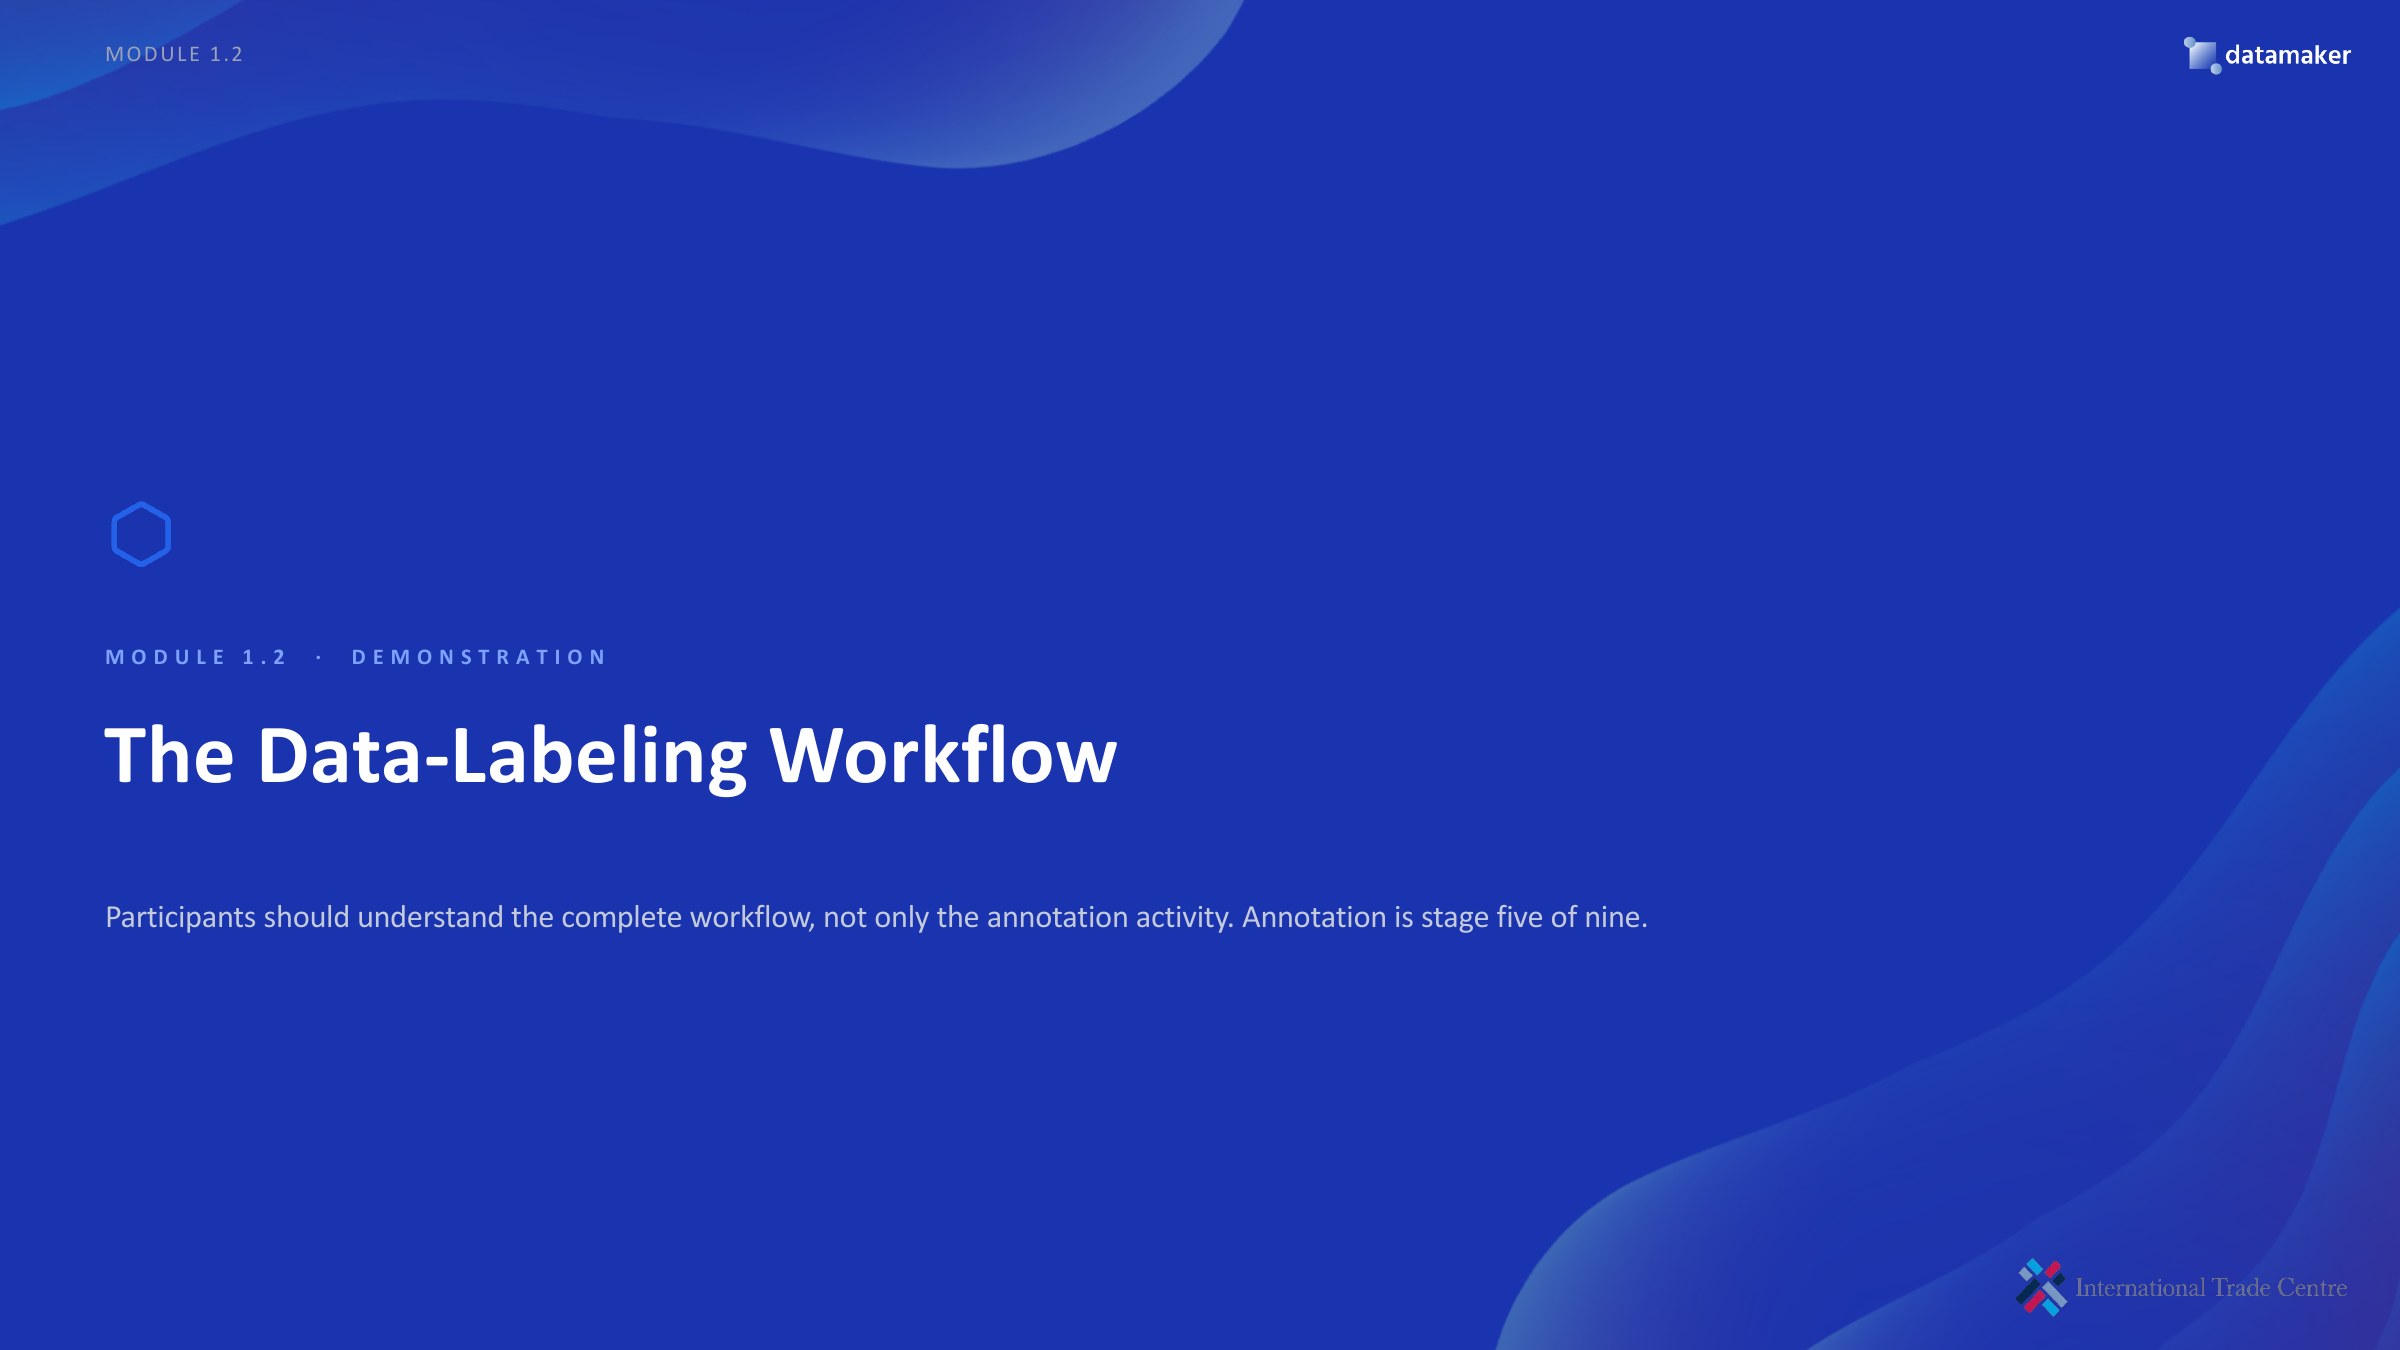 MODULE 1.2
datamaker
MODULE 1.2 · DEMONSTRATION
The Data-Labeling Workflow
Participants should understand the complete workflow, not only the annotation activity. Annotation is stage five of nine.
International Trade Centre